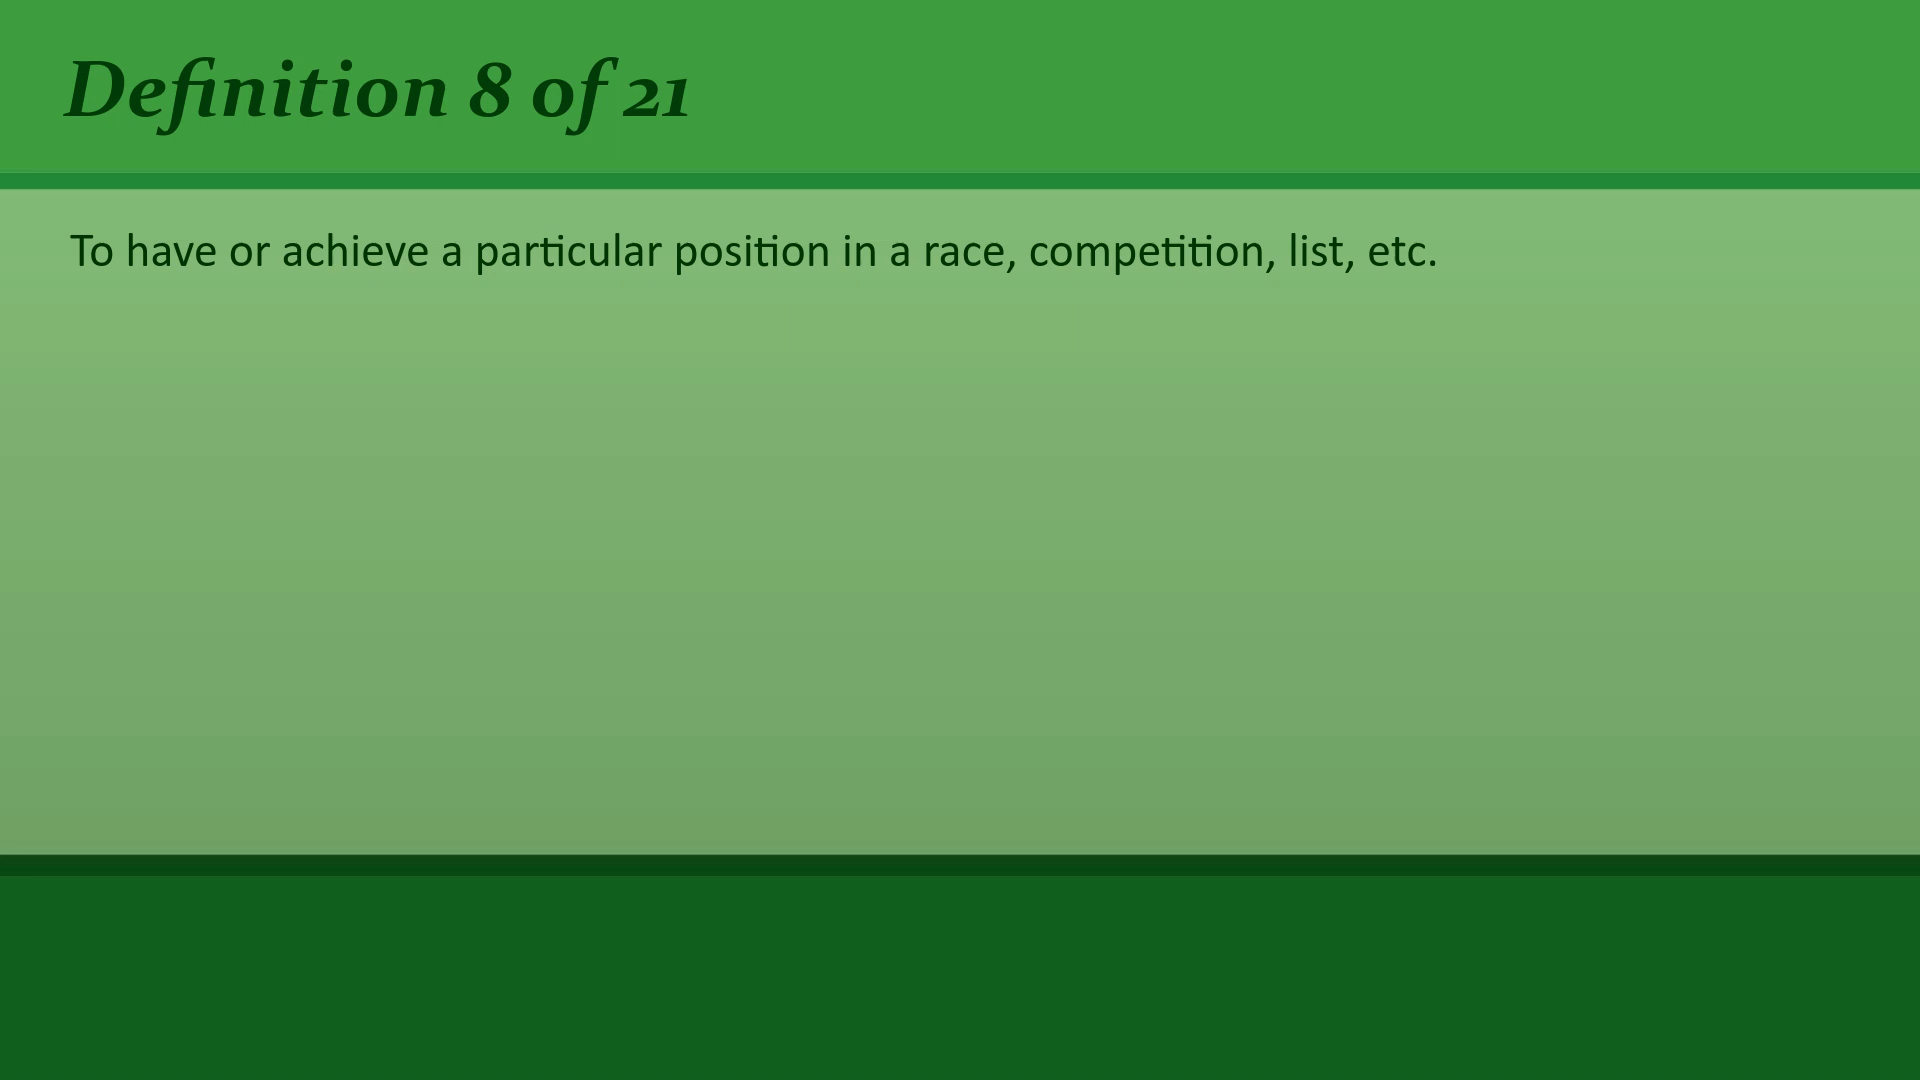 Definition 8 of 21
To have or achieve a particular position in a race, competition, list, etc.